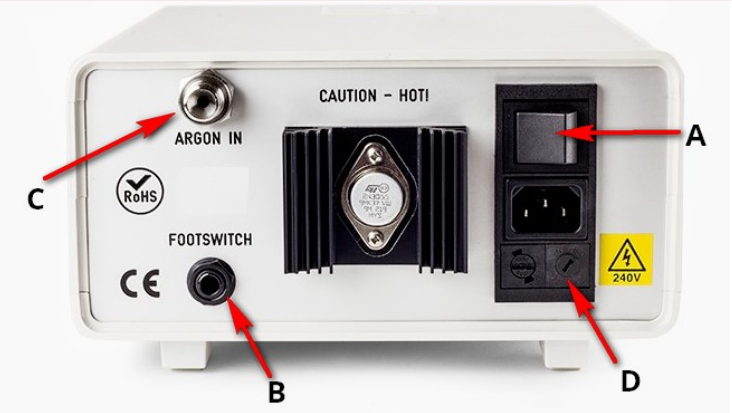 CAUTION - HOT!
ARGON IN
A
C
RoHS
FOOTSWITCH
CE
240V
B
D